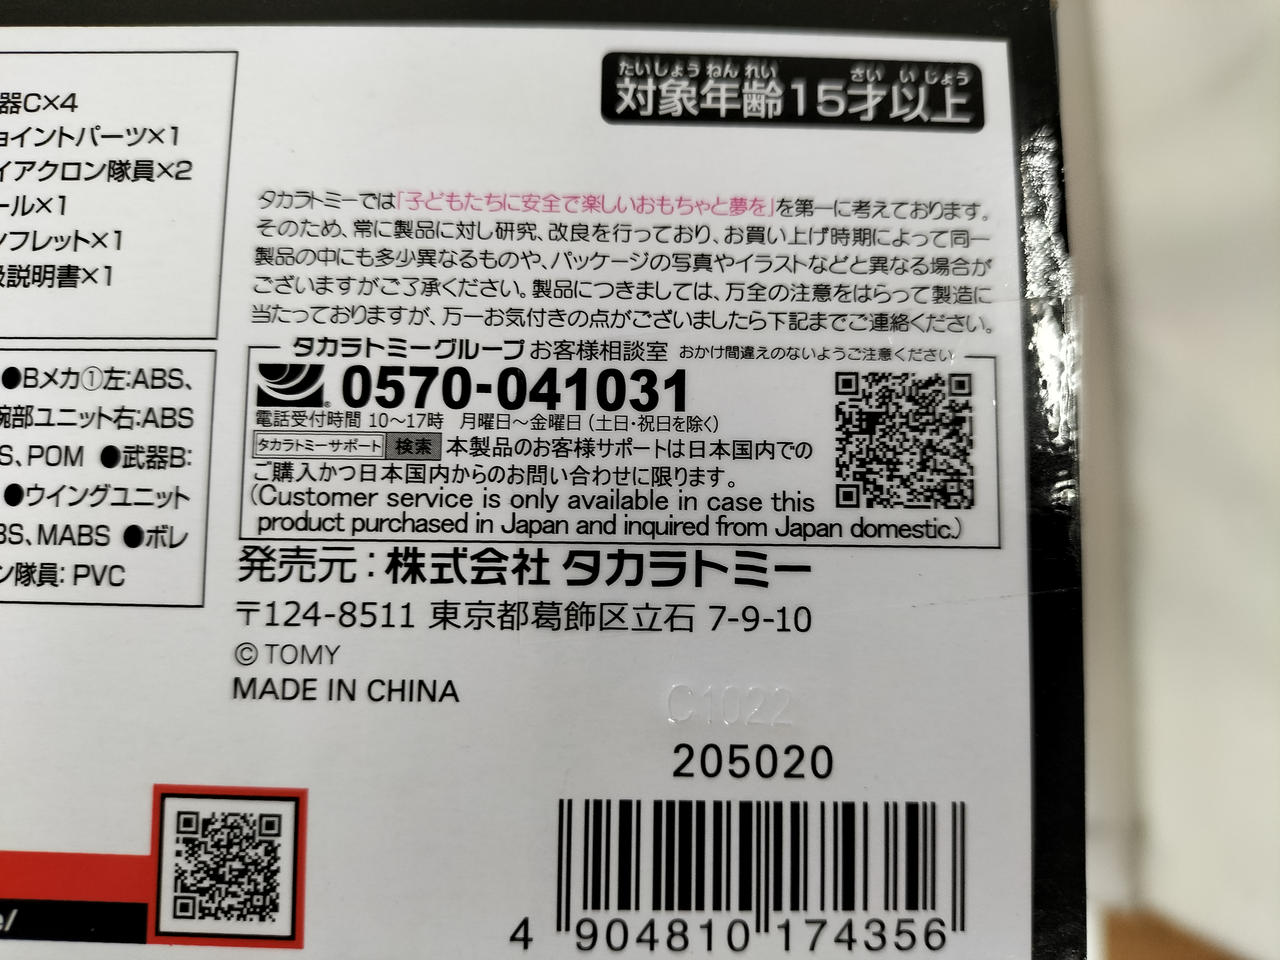 器C×4
ョイントパーツ×1
イアクロン隊員×2
ール×1
ンフレット×1
扱説明書×1
●Bメカ①左:ABS、
腕部ユニット右:ABS
S、POM ●武器B:
●ウイングユニット
BS、MABS ●ボレ
ン隊員: PVC
たいしょう ねん れい さい い じょう
対象年齢15才以上
タカラトミーでは「子どもたちに安全で楽しいおもちゃと夢を」を第一に考えております。
そのため、常に製品に対し研究、改良を行っており、お買い上げ時期によって同一
製品の中にも多少異なるものや、パッケージの写真やイラストなどと異なる場合が
ございますがご了承ください。製品につきましては、万全の注意をはらって製造に
当たっておりますが、万一お気付きの点がございましたら下記までご連絡ください。
タカラトミーグループ お客様相談室 おかけ間違えのないようご注意ください
0570-041031
電話受付時間 10〜17時 月曜日〜金曜日 (土日・祝日を除く)
タカラトミーサポート 検索 本製品のお客様サポートは日本国内での
ご購入かつ日本国内からのお問い合わせに限ります。
(Customer service is only available in case this
product purchased in Japan and inquired from Japan domestic.)
発売元:株式会社 タカラトミー
〒124-8511 東京都葛飾区立石 7-9-10
© TOMY
MADE IN CHINA
C1022
205020
4 904810 174356
e/